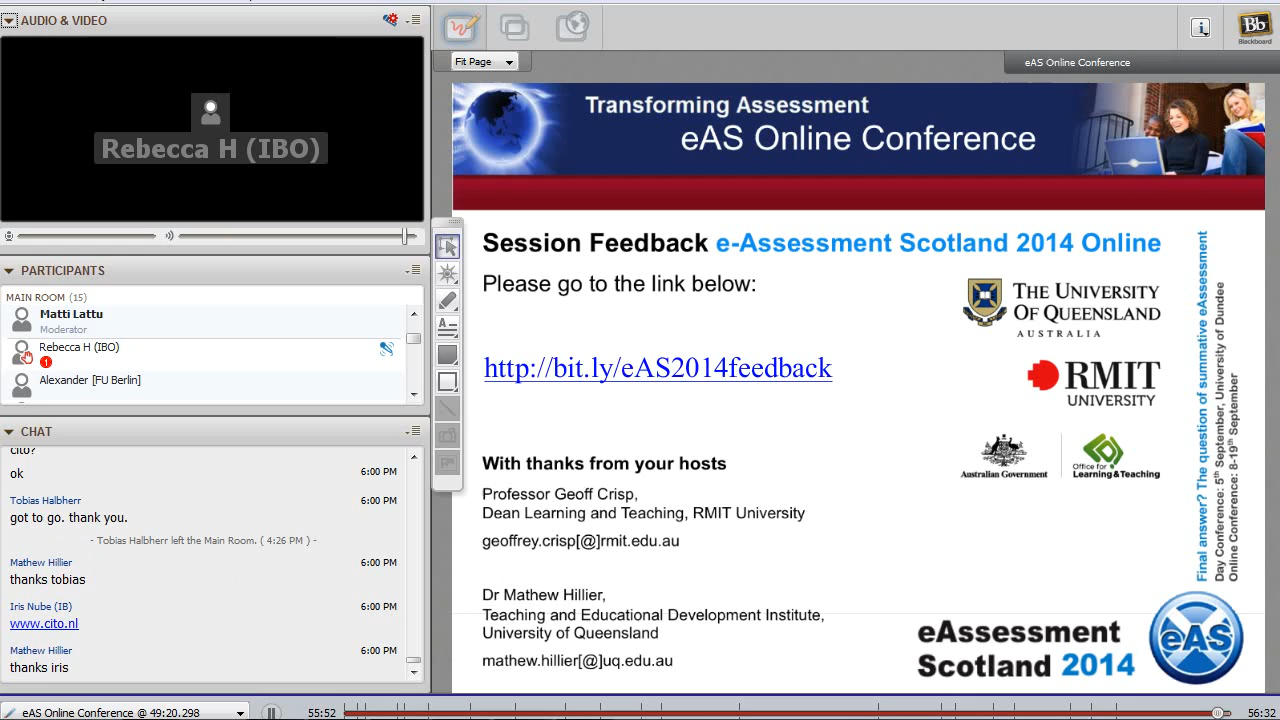 AUDIO & VIDEO
Rebecca H (IBO)
PARTICIPANTS
MAIN ROOM (15)
Matti Lattu
Moderator
Rebecca H (IBO)
1
Alexander [FU Berlin]
CHAT
cito?
6:00 PM
ok
Tobias Halbherr 6:00 PM
got to go. thank you.
- Tobias Halbherr left the Main Room. ( 4:26 PM ) -
Mathew Hillier 6:00 PM
thanks tobias
Iris Nube (IB) 6:00 PM
www.cito.nl
Mathew Hillier 6:00 PM
thanks iris
eAS Online Conference @ 49:20.298
55:52
56:32
i
Bb
Blackboard
Fit Page
eAS Online Conference
Transforming Assessment
eAS Online Conference
Session Feedback e-Assessment Scotland 2014 Online
Please go to the link below:
http://bit.ly/eAS2014feedback
With thanks from your hosts
Professor Geoff Crisp,
Dean Learning and Teaching, RMIT University
geoffrey.crisp[@]rmit.edu.au
Dr Mathew Hillier,
Teaching and Educational Development Institute,
University of Queensland
mathew.hillier[@]uq.edu.au
THE UNIVERSITY
OF QUEENSLAND
AUSTRALIA
RMIT
UNIVERSITY
Australian Government
Office for
Learning & Teaching
Final answer? The question of summative eAssessment
Day Conference: 5th September, University of Dundee
Online Conference: 8-19th September
eAssessment
Scotland 2014
eAS